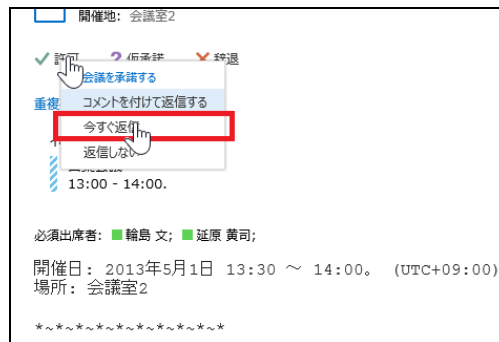 開催地: 会議室2
? 仮承諾 辞退
会議を承諾する
重複
コメントを付けて返信する
今すぐ返信
返信しない
13:00 - 14:00.
必須出席者: 輪島 文; 延原 黄司;
開催日: 2013年5月1日 13:30 ～ 14:00。 (UTC+09:00)
場所: 会議室2
*~*~*~*~*~*~*~*~*~*